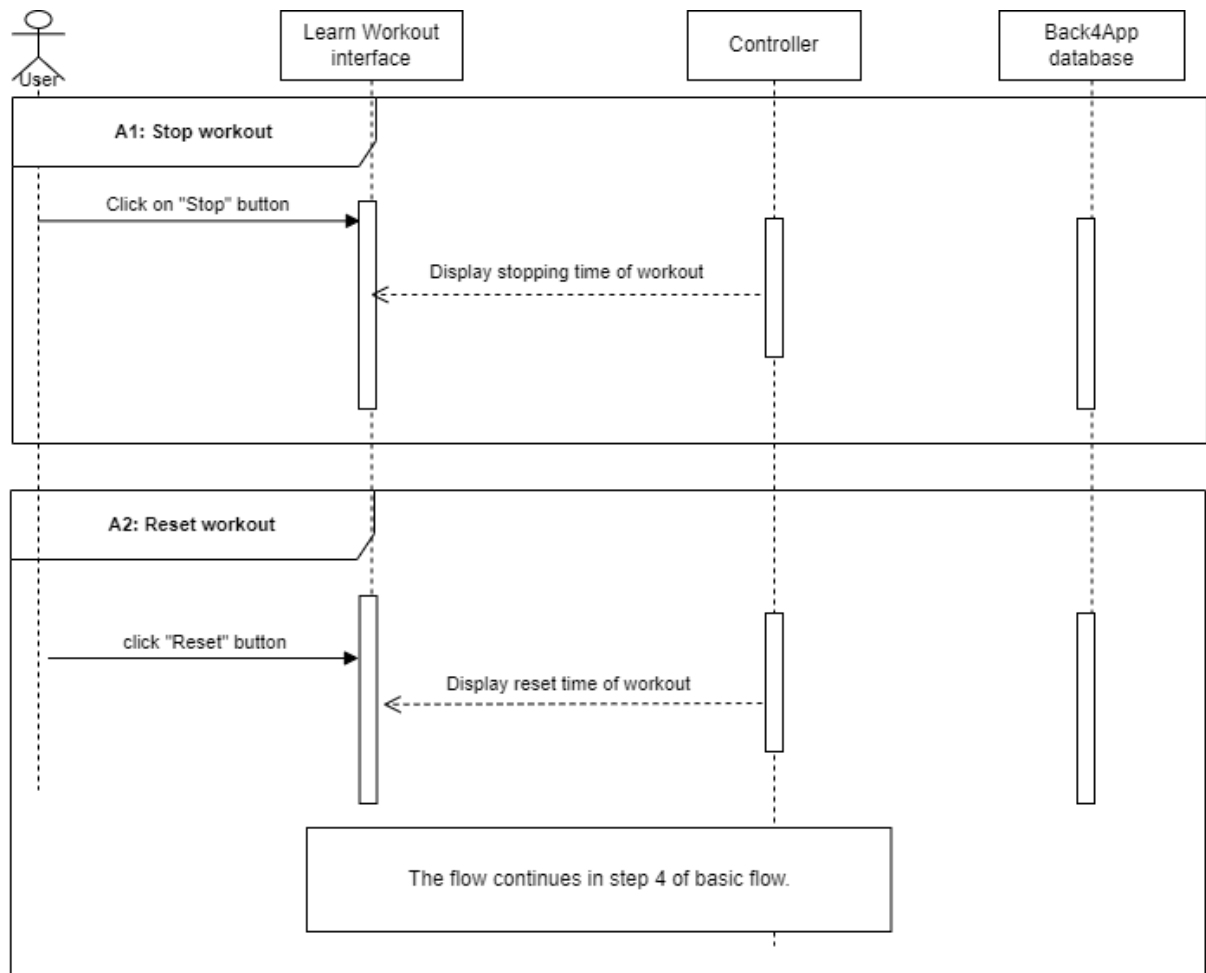 User
Learn Workout
interface
Controller
Back4App
database
A1: Stop workout
Click on "Stop" button
Display stopping time of workout
A2: Reset workout
click "Reset" button
Display reset time of workout
The flow continues in step 4 of basic flow.